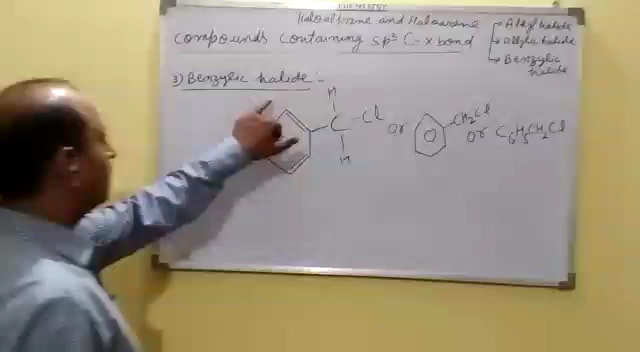 Haloalkane and Haloarene
Compounds containing sp³ C-X bond
Alkyl halide
Allylic halide
Benzylic halide
3) Benzylic halide :-
H
C Cl or CH₂Cl or C₆H₅CH₂Cl
H